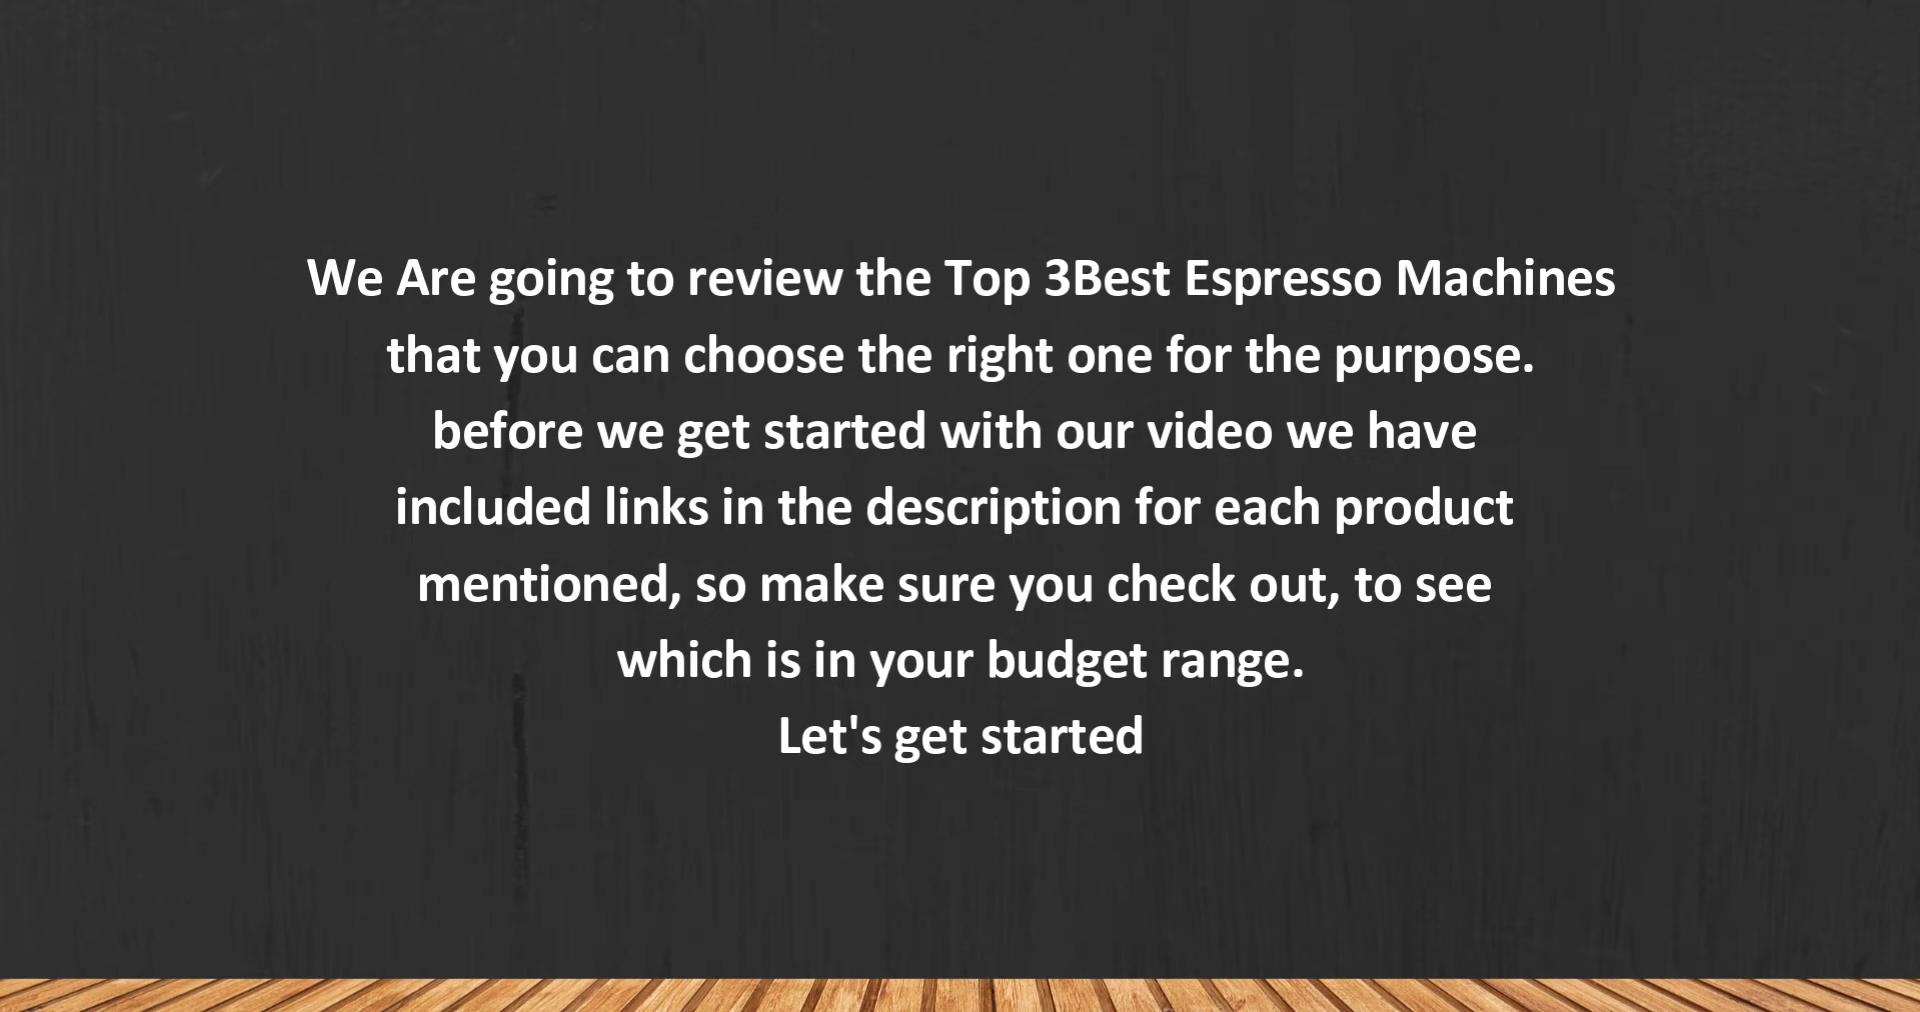 We Are going to review the Top 3Best Espresso Machines
that you can choose the right one for the purpose.
before we get started with our video we have
included links in the description for each product
mentioned, so make sure you check out, to see
which is in your budget range.
Let's get started